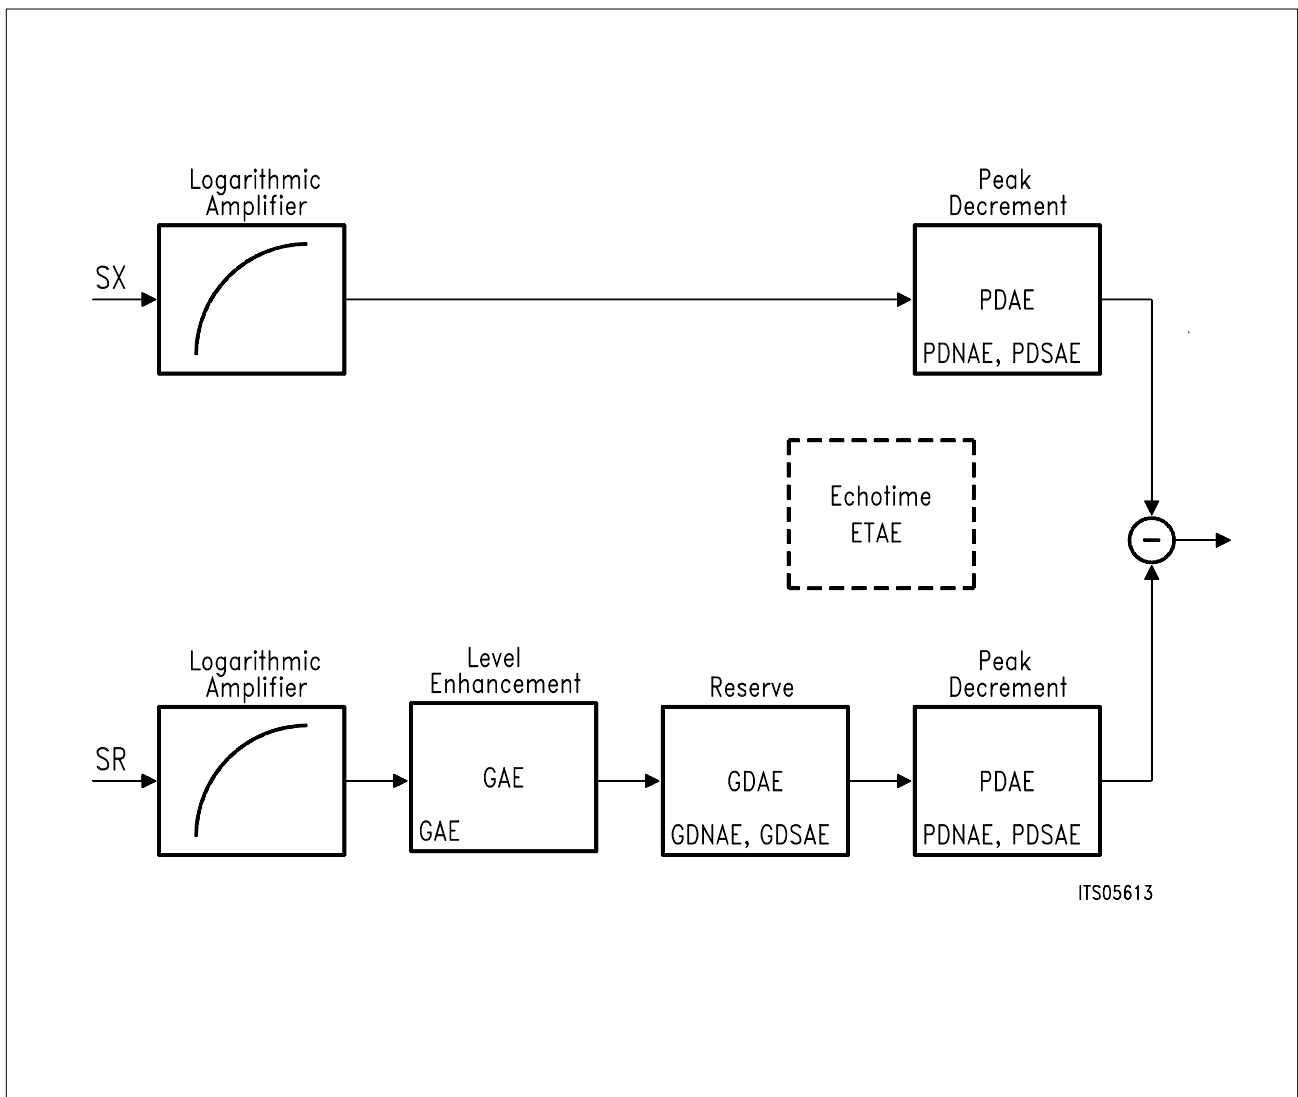 Logarithmic
Amplifier
Peak
Decrement
SX
PDAE
PDNAE, PDSAE
Echotime
ETAE
−
Logarithmic
Amplifier
Level
Enhancement
Reserve
Peak
Decrement
SR
GAE
GAE
GDAE
GDNAE, GDSAE
PDAE
PDNAE, PDSAE
ITS05613